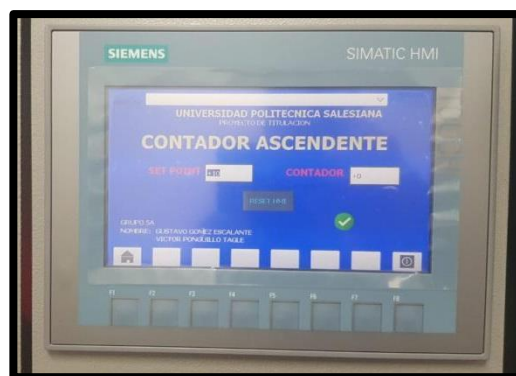 SIEMENS SIMATIC HMI
UNIVERSIDAD POLITECNICA SALESIANA
PROYECTO DE TITULACION
CONTADOR ASCENDENTE
SET POINT +10 CONTADOR +0
RESET HMI
GRUPO 5A
NOMBRE: GUSTAVO GOMEZ ESCALANTE
VICTOR PONGUILLO TAGLE
F1 F2 F3 F4 F5 F6 F7 F8